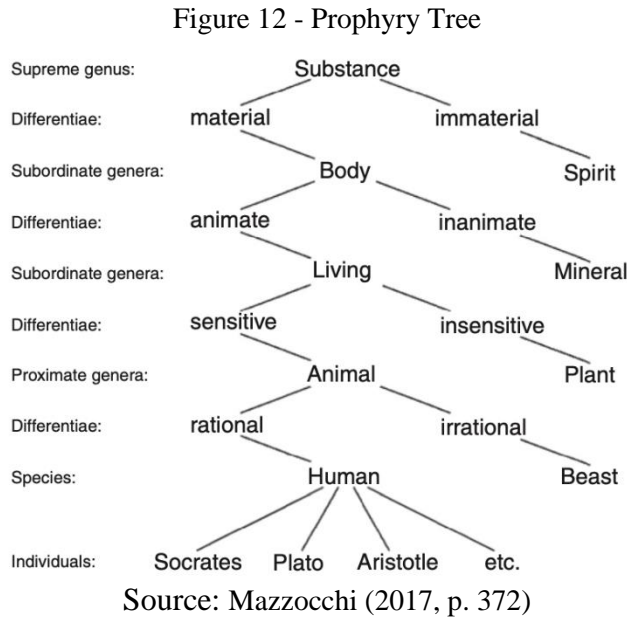 Figure 12 - Prophyry Tree
Supreme genus: Substance
Differentiae: material immaterial
Subordinate genera: Body Spirit
Differentiae: animate inanimate
Subordinate genera: Living Mineral
Differentiae: sensitive insensitive
Proximate genera: Animal Plant
Differentiae: rational irrational
Species: Human Beast
Individuals: Socrates Plato Aristotle etc.
Source: Mazzocchi (2017, p. 372)